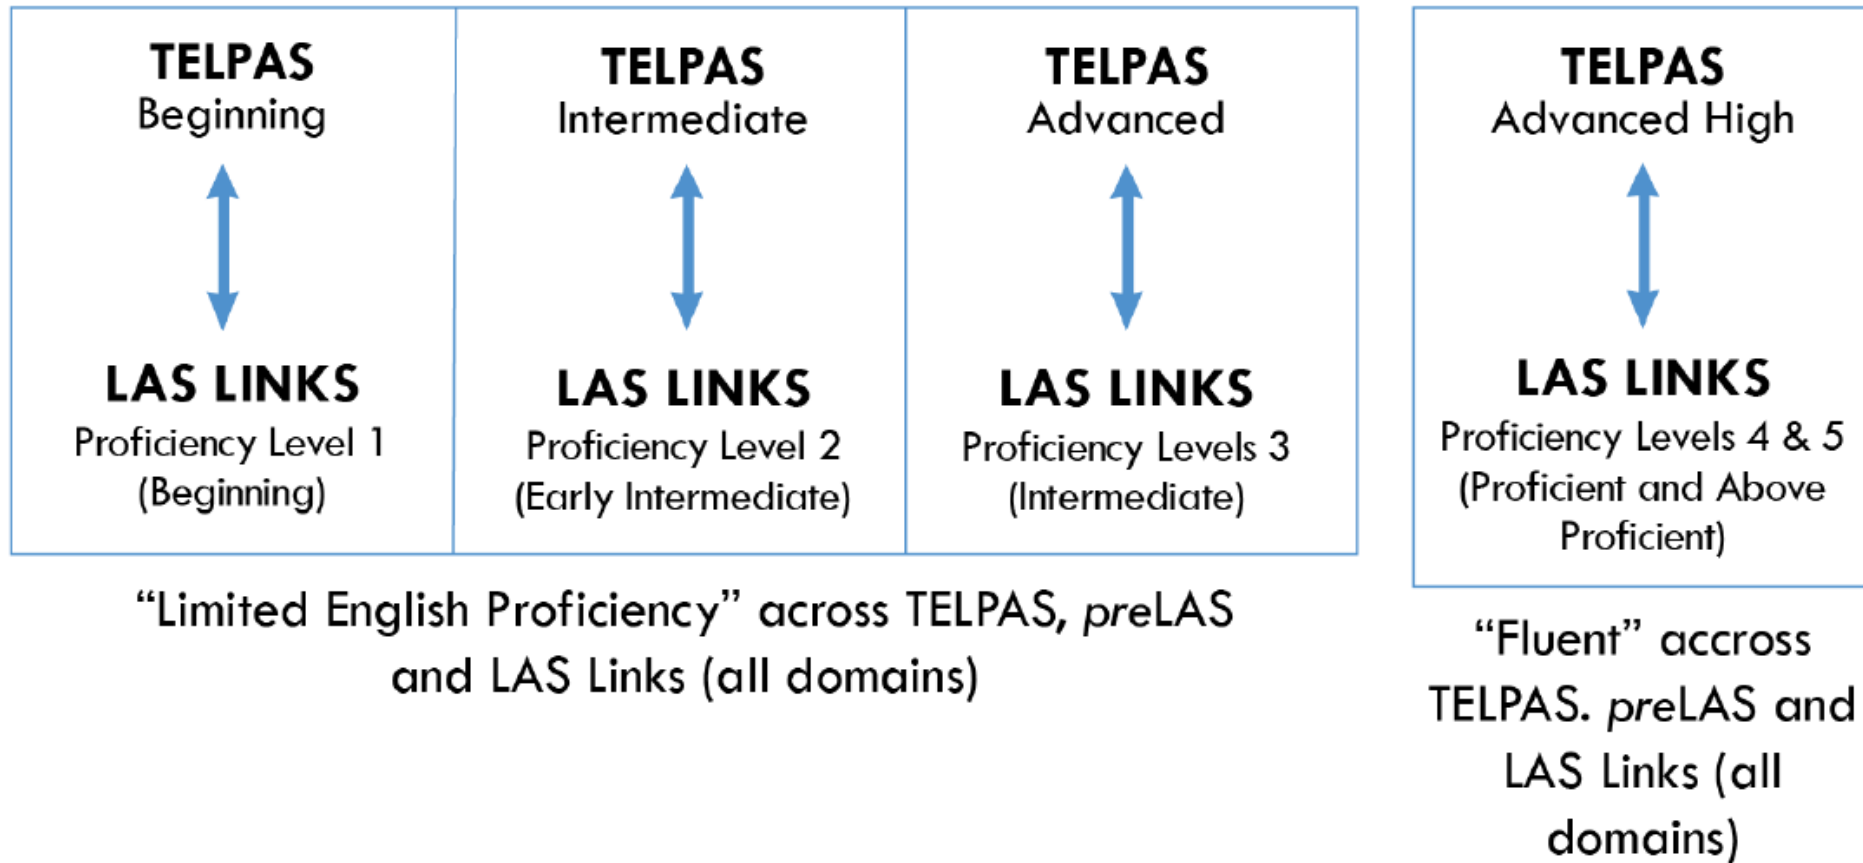 TELPAS
Beginning
LAS LINKS
Proficiency Level 1
(Beginning)
TELPAS
Intermediate
LAS LINKS
Proficiency Level 2
(Early Intermediate)
TELPAS
Advanced
LAS LINKS
Proficiency Levels 3
(Intermediate)
“Limited English Proficiency” across TELPAS, preLAS
and LAS Links (all domains)
TELPAS
Advanced High
LAS LINKS
Proficiency Levels 4 & 5
(Proficient and Above
Proficient)
“Fluent” accross
TELPAS. preLAS and
LAS Links (all
domains)